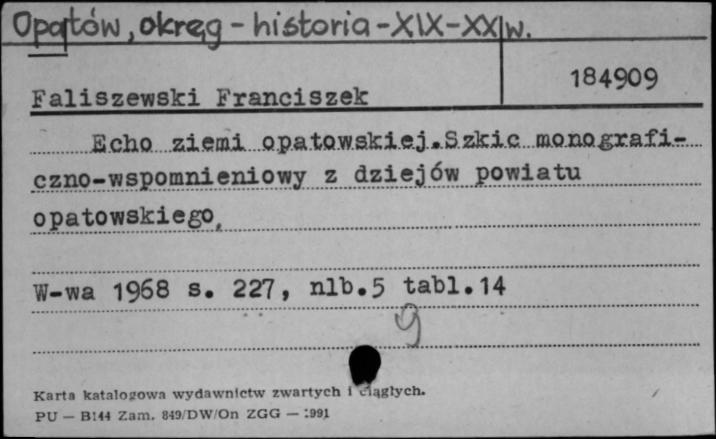 Opatów, okręg - historia - XIX-XX w.
184909
Faliszewski Franciszek
Echo ziemi opatowskiej.Szkic monografi-
czno-wspomnieniowy z dziejów powiatu
opatowskiego,
W-wa 1968 s. 227, nlb.5 tabl.14
g
Karta katalogowa wydawnictw zwartych i ciągłych.
PU — B144 Zam. 849/DW/On ZGG — 1991